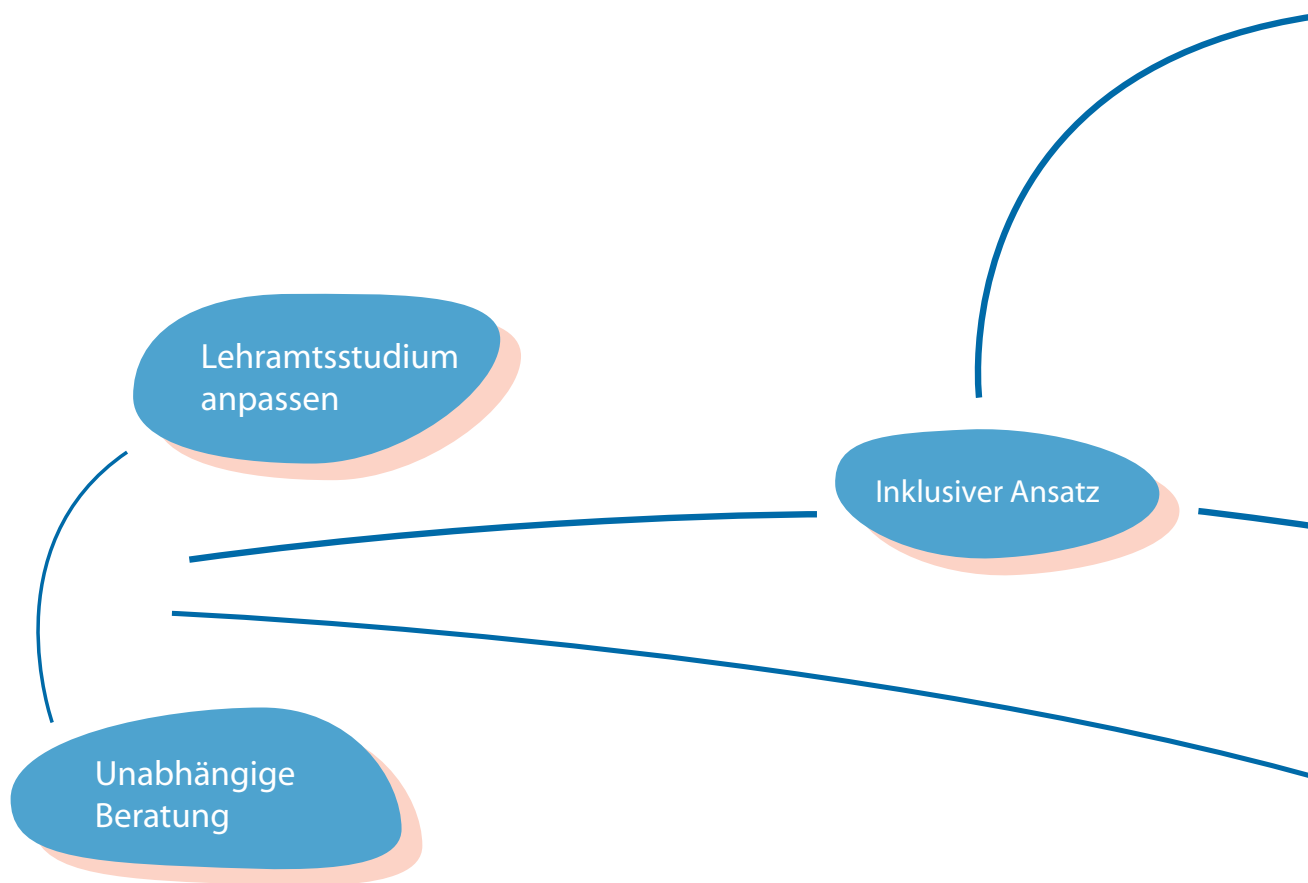 Lehramtsstudium
anpassen
Inklusiver Ansatz
Unabhängige
Beratung